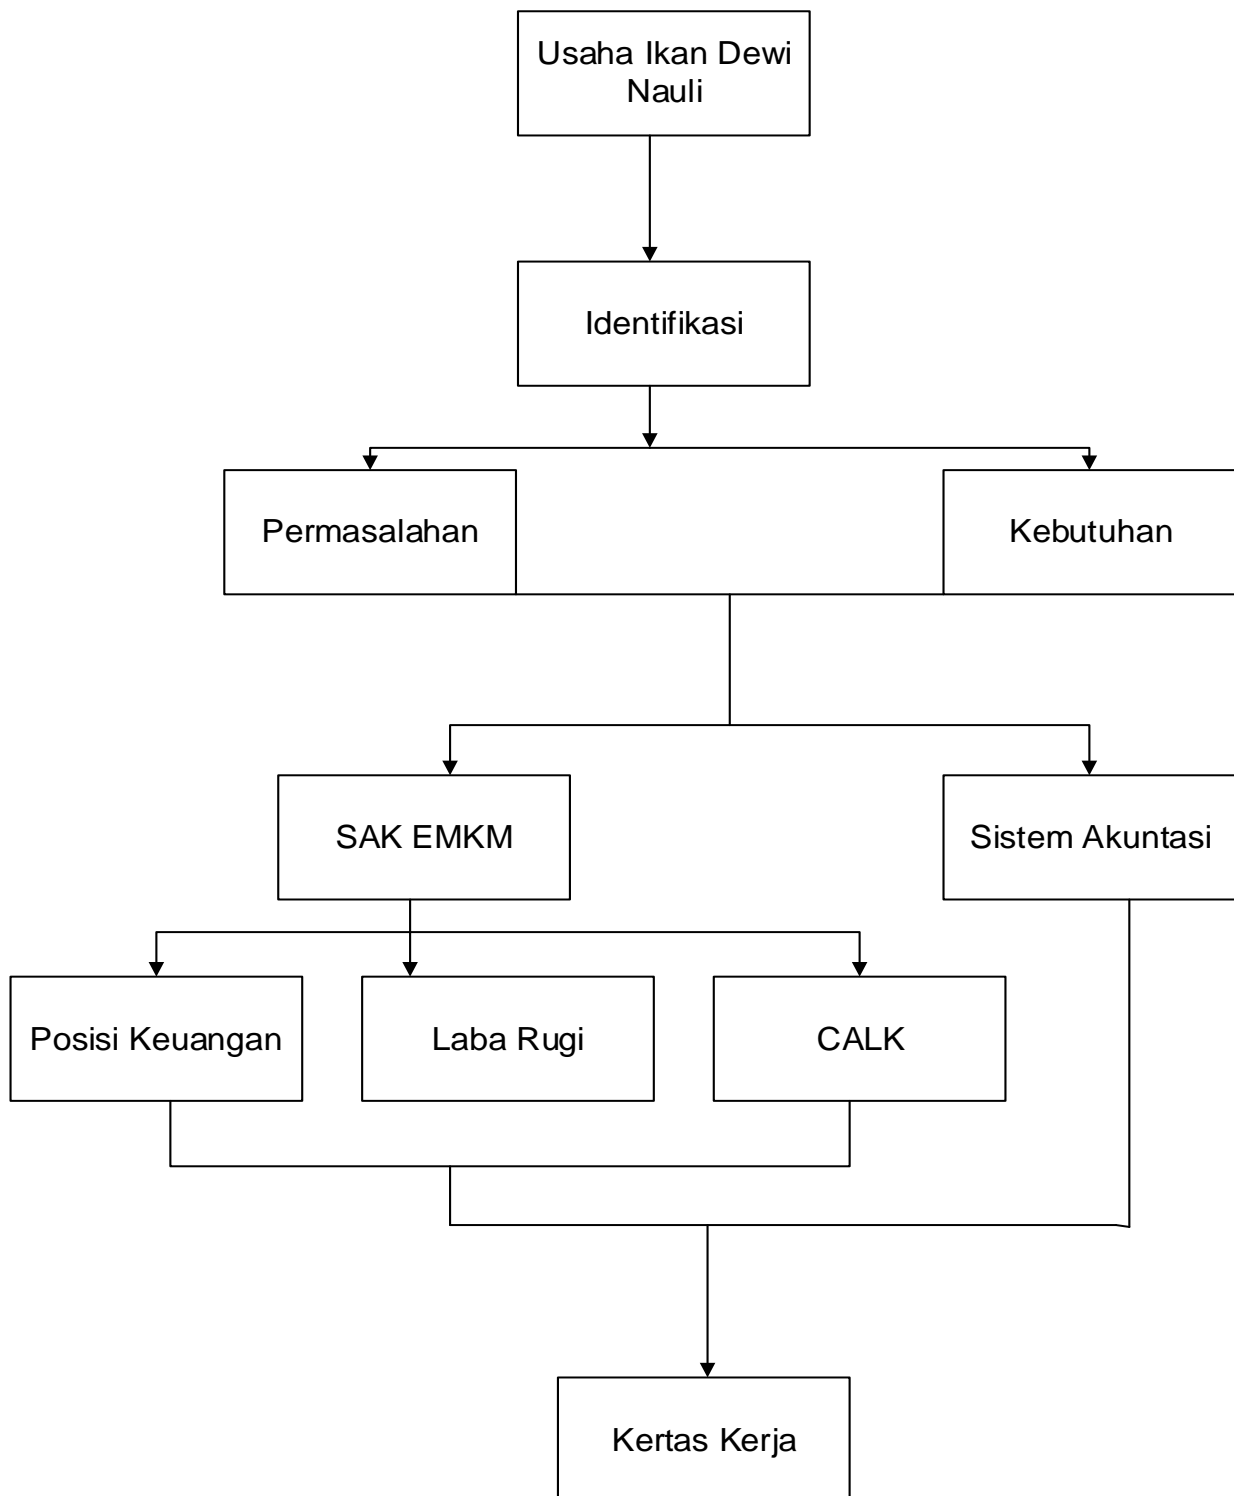 Usaha Ikan Dewi
Nauli
Identifikasi
Permasalahan
Kebutuhan
SAK EMKM
Sistem Akuntasi
Posisi Keuangan
Laba Rugi
CALK
Kertas Kerja